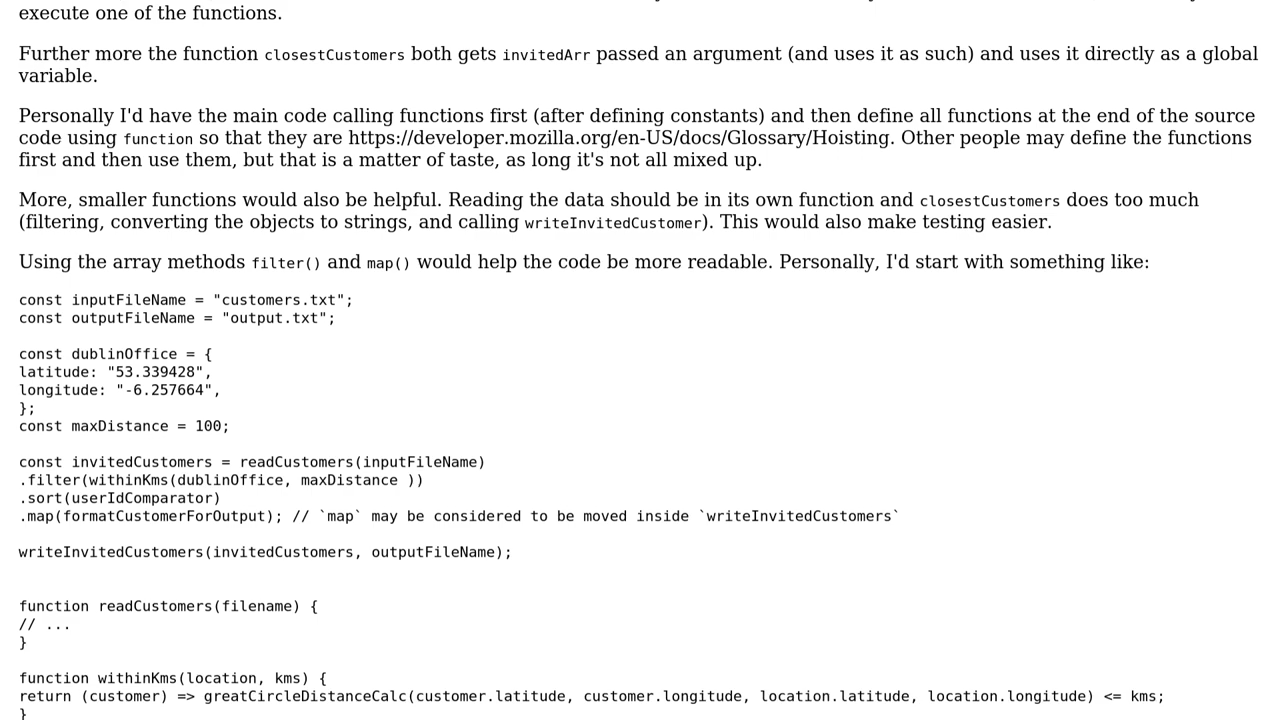 execute one of the functions.
Further more the function closestCustomers both gets invitedArr passed an argument (and uses it as such) and uses it directly as a global
variable.
Personally I'd have the main code calling functions first (after defining constants) and then define all functions at the end of the source
code using function so that they are https://developer.mozilla.org/en-US/docs/Glossary/Hoisting. Other people may define the functions
first and then use them, but that is a matter of taste, as long it's not all mixed up.
More, smaller functions would also be helpful. Reading the data should be in its own function and closestCustomers does too much
(filtering, converting the objects to strings, and calling writeInvitedCustomer). This would also make testing easier.
Using the array methods filter() and map() would help the code be more readable. Personally, I'd start with something like:
const inputFileName = "customers.txt";
const outputFileName = "output.txt";
const dublinOffice = {
latitude: "53.339428",
longitude: "-6.257664",
};
const maxDistance = 100;
const invitedCustomers = readCustomers(inputFileName)
.filter(withinKms(dublinOffice, maxDistance ))
.sort(userIdComparator)
.map(formatCustomerForOutput); // `map` may be considered to be moved inside `writeInvitedCustomers`
writeInvitedCustomers(invitedCustomers, outputFileName);
function readCustomers(filename) {
// ...
}
function withinKms(location, kms) {
return (customer) => greatCircleDistanceCalc(customer.latitude, customer.longitude, location.latitude, location.longitude) <= kms;
}